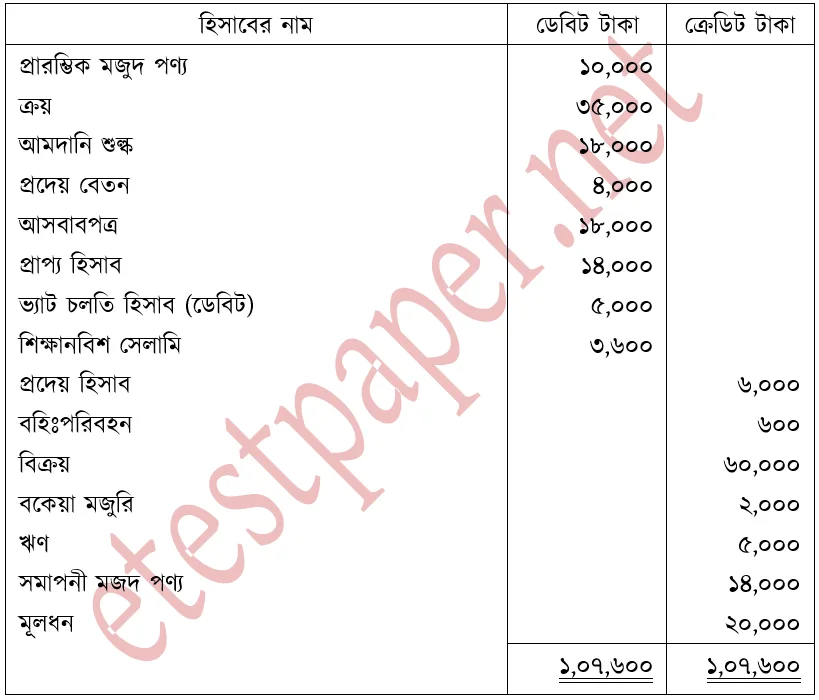 হিসাবের নাম ডেবিট টাকা ক্রেডিট টাকা
প্রারম্ভিক মজুদ পণ্য ১০,০০০
ক্রয় ৩৫,০০০
আমদানি শুল্ক ১৮,০০০
প্রদেয় বেতন ৪,০০০
আসবাবপত্র ১৮,০০০
প্রাপ্য হিসাব ১৪,০০০
ভ্যাট চলতি হিসাব (ডেবিট) ৫,০০০
শিক্ষানবিশ সেলামি ৩,৬০০
প্রদেয় হিসাব ৬,০০০
বহিঃপরিবহন ৬০০
বিক্রয় ৬০,০০০
বকেয়া মজুরি ২,০০০
ঋণ ৫,০০০
সমাপনী মজদ পণ্য ১৪,০০০
মূলধন ২০,০০০
১,০৭,৬০০ ১,০৭,৬০০
etestpaper.net